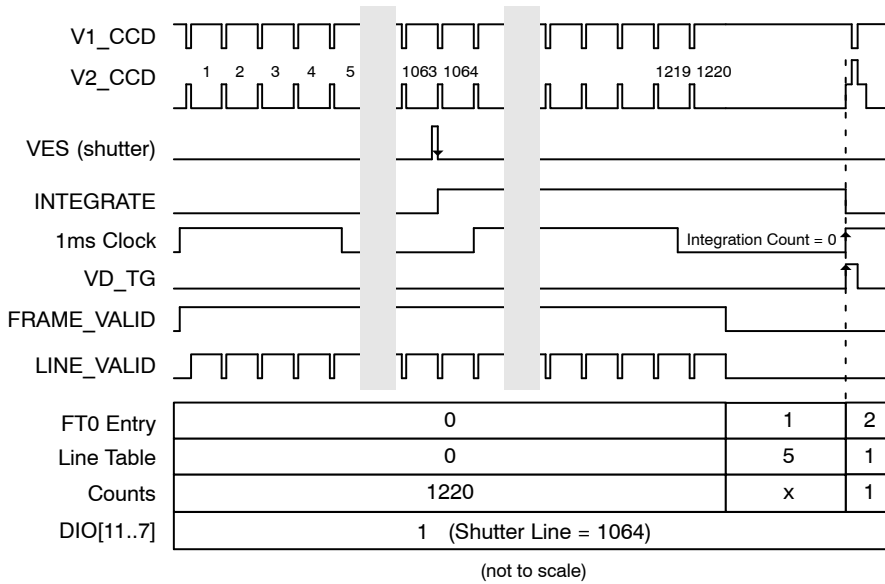 V1_CCD
V2_CCD
1 2 3 4 5 1063 1064 1219 1220
VES (shutter)
INTEGRATE
1ms Clock
Integration Count = 0
VD_TG
FRAME_VALID
LINE_VALID
FT0 Entry 0 1 2
Line Table 0 5 1
Counts 1220 x 1
DIO[11..7] 1 (Shutter Line = 1064)
(not to scale)